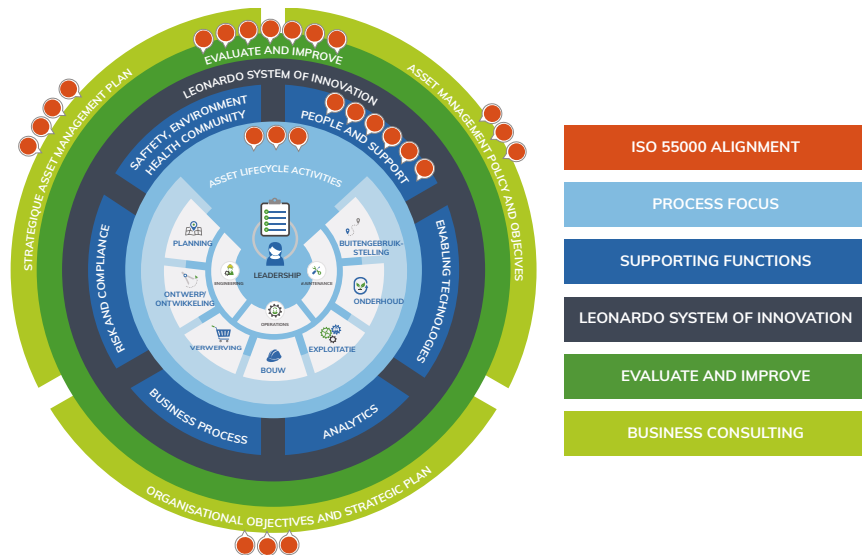 EVALUATE AND IMPROVE
LEONARDO SYSTEM OF INNOVATION
STRATEGIQUE ASSET MANAGEMENT PLAN
ASSET MANAGEMENT POLICY AND OBJECIVES
ORGANISATIONAL OBJECTIVES AND STRATEGIC PLAN
SAFTETY, ENVIRONMENT
HEALTH COMMUNITY
PEOPLE AND SUPPORT
RISK AND COMPLIANCE
ENABLING TECHNOLOGIES
BUSINESS PROCESS
ANALYTICS
ASSET LIFECYCLE ACTIVITIES
PLANNING
BUITENGEBRUIK-
STELLING
LEADERSHIP
ENGINEERING
MAINTENANCE
ONTWERP/
ONTWIKKELING
ONDERHOUD
OPERATIONS
VERWERVING
EXPLOITATIE
BOUW
ISO 55000 ALIGNMENT
PROCESS FOCUS
SUPPORTING FUNCTIONS
LEONARDO SYSTEM OF INNOVATION
EVALUATE AND IMPROVE
BUSINESS CONSULTING